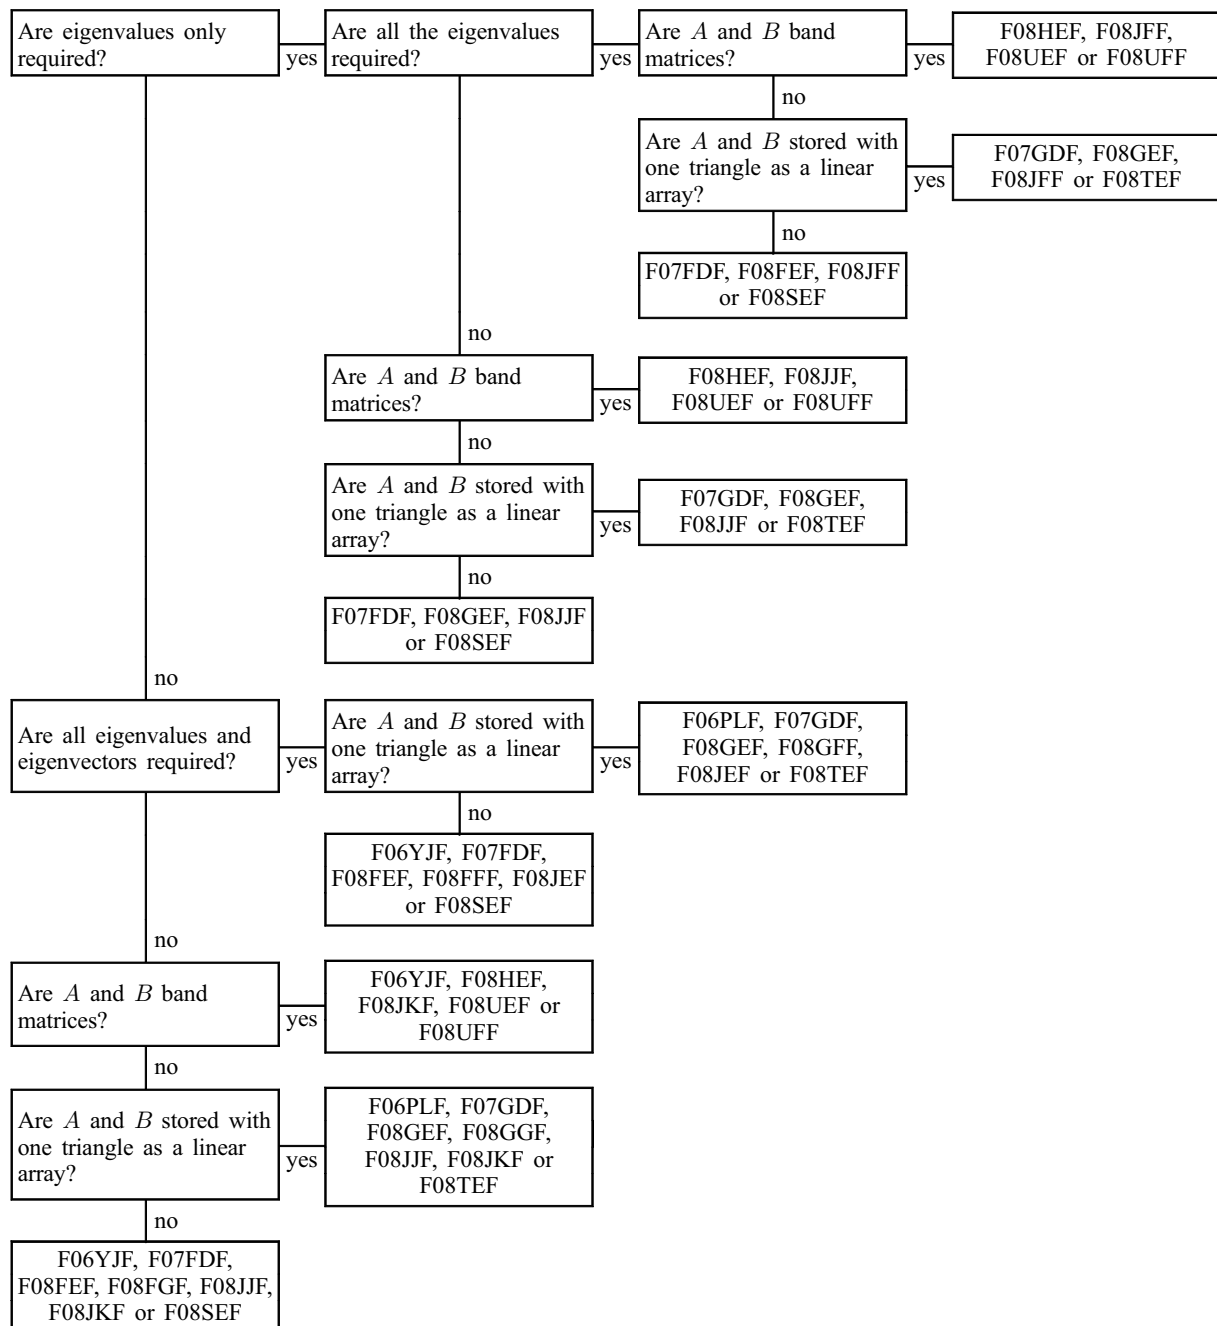 Are eigenvalues only
required?
yes
Are all the eigenvalues
required?
yes
Are A and B band
matrices?
yes
F08HEF, F08JFF,
F08UEF or F08UFF
no
Are A and B stored with
one triangle as a linear
array?
yes
F07GDF, F08GEF,
F08JFF or F08TEF
no
F07FDF, F08FEF, F08JFF
or F08SEF
no
Are A and B band
matrices?
yes
F08HEF, F08JJF,
F08UEF or F08UFF
no
Are A and B stored with
one triangle as a linear
array?
yes
F07GDF, F08GEF,
F08JJF or F08TEF
no
F07FDF, F08GEF, F08JJF
or F08SEF
no
Are all eigenvalues and
eigenvectors required?
yes
Are A and B stored with
one triangle as a linear
array?
yes
F06PLF, F07GDF,
F08GEF, F08GFF,
F08JEF or F08TEF
no
F06YJF, F07FDF,
F08FEF, F08FFF, F08JEF
or F08SEF
no
Are A and B band
matrices?
yes
F06YJF, F08HEF,
F08JKF, F08UEF or
F08UFF
no
Are A and B stored with
one triangle as a linear
array?
yes
F06PLF, F07GDF,
F08GEF, F08GGF,
F08JJF, F08JKF or
F08TEF
no
F06YJF, F07FDF,
F08FEF, F08FGF, F08JJF,
F08JKF or F08SEF